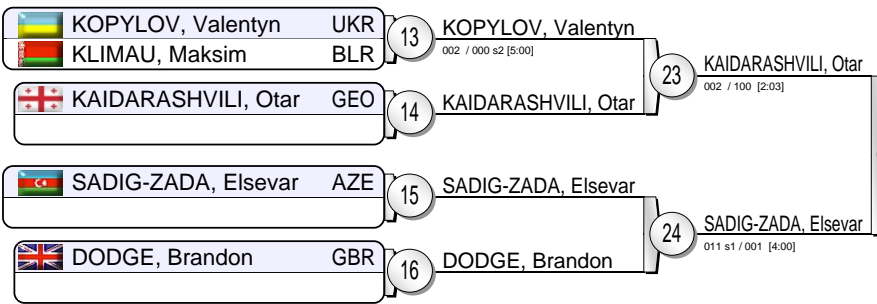 KOPYLOV, Valentyn UKR
KLIMAU, Maksim BLR
13
KOPYLOV, Valentyn
002 / 000 s2 [5:00]
KAIDARASHVILI, Otar GEO
14
KAIDARASHVILI, Otar
23
KAIDARASHVILI, Otar
002 / 100 [2:03]
SADIG-ZADA, Elsevar AZE
15
SADIG-ZADA, Elsevar
DODGE, Brandon GBR
16
DODGE, Brandon
24
SADIG-ZADA, Elsevar
011 s1 / 001 [4:00]